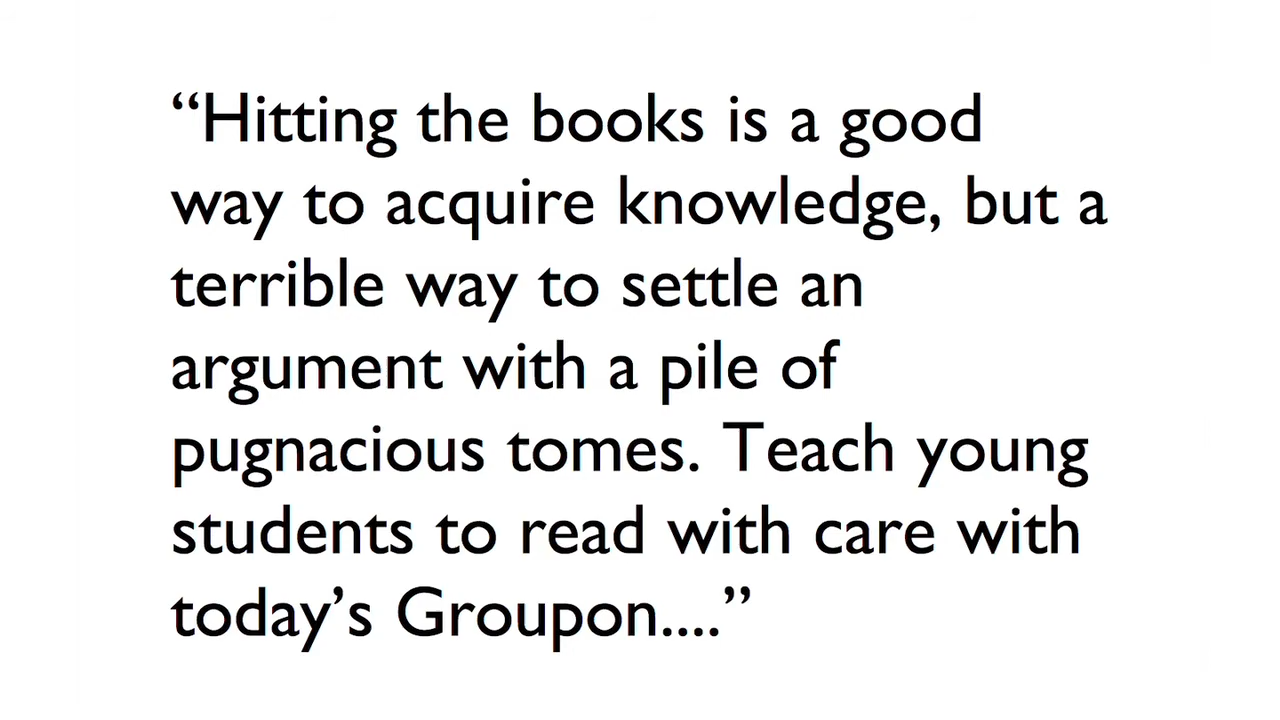 “Hitting the books is a good
way to acquire knowledge, but a
terrible way to settle an
argument with a pile of
pugnacious tomes. Teach young
students to read with care with
today’s Groupon....”